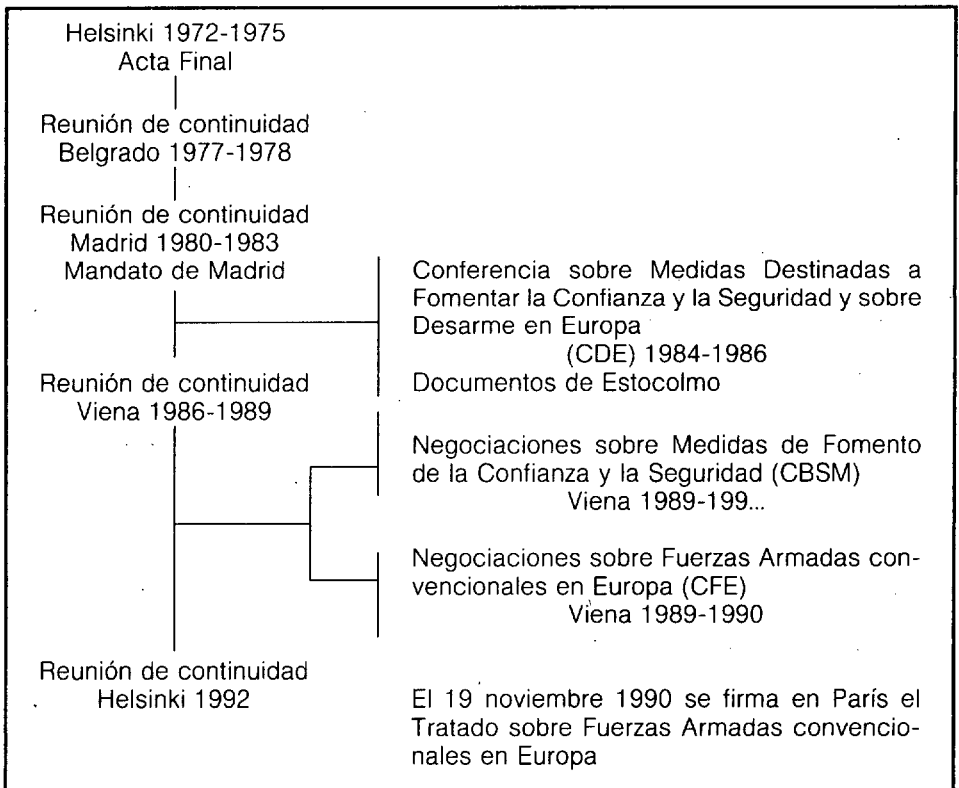 Helsinki 1972-1975
Acta Final
Reunión de continuidad
Belgrado 1977-1978
Reunión de continuidad
Madrid 1980-1983
Mandato de Madrid
Conferencia sobre Medidas Destinadas a
Fomentar la Confianza y la Seguridad y sobre
Desarme en Europa
(CDE) 1984-1986
Documentos de Estocolmo
Reunión de continuidad
Viena 1986-1989
Negociaciones sobre Medidas de Fomento
de la Confianza y la Seguridad (CBSM)
Viena 1989-199...
Negociaciones sobre Fuerzas Armadas con-
vencionales en Europa (CFE)
Viena 1989-1990
Reunión de continuidad
Helsinki 1992
El 19 noviembre 1990 se firma en París el
Tratado sobre Fuerzas Armadas convencio-
nales en Europa